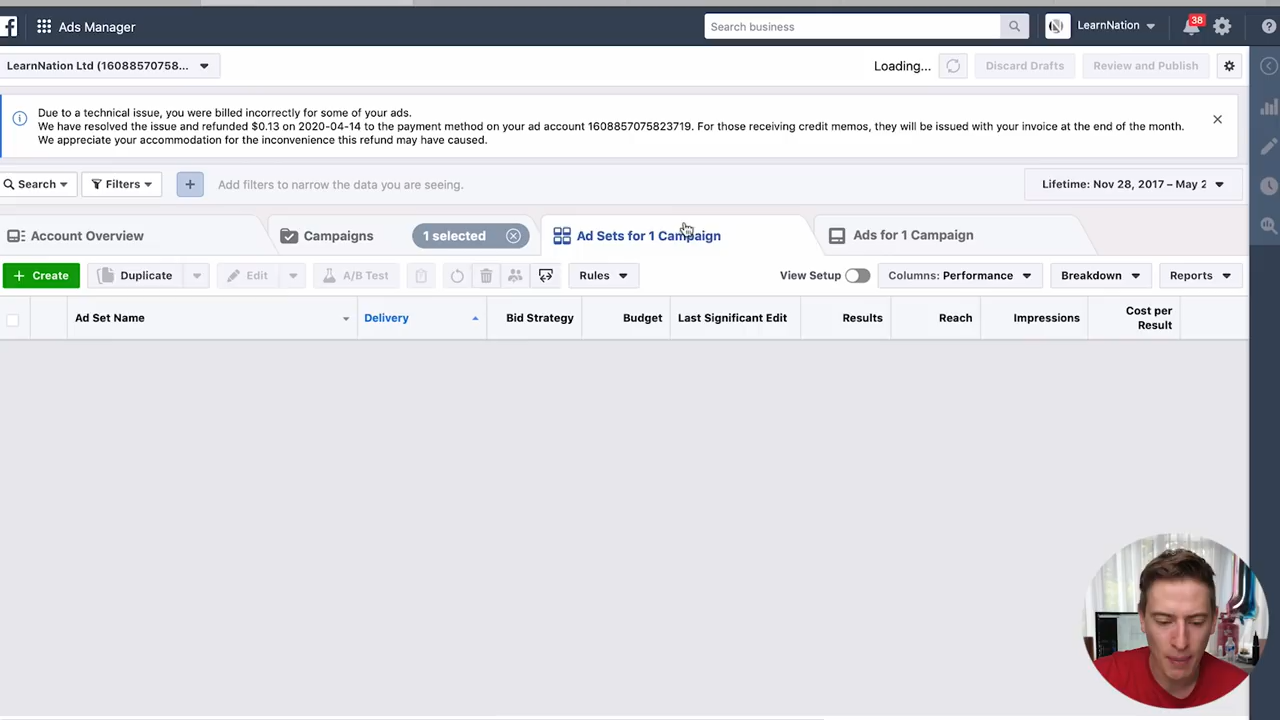 Ads Manager
Search business
LearnNation
38
LearnNation Ltd (16088570758...
Loading...
Discard Drafts
Review and Publish
Due to a technical issue, you were billed incorrectly for some of your ads.
We have resolved the issue and refunded $0.13 on 2020-04-14 to the payment method on your ad account 1608857075823719. For those receiving credit memos, they will be issued with your invoice at the end of the month.
We appreciate your accommodation for the inconvenience this refund may have caused.
Search
Filters
Add filters to narrow the data you are seeing.
Lifetime: Nov 28, 2017 – May 2
Account Overview
Campaigns
1 selected
Ad Sets for 1 Campaign
Ads for 1 Campaign
+ Create
Duplicate
Edit
A/B Test
Rules
View Setup
Columns: Performance
Breakdown
Reports
Ad Set Name
Delivery
Bid Strategy
Budget
Last Significant Edit
Results
Reach
Impressions
Cost per
Result